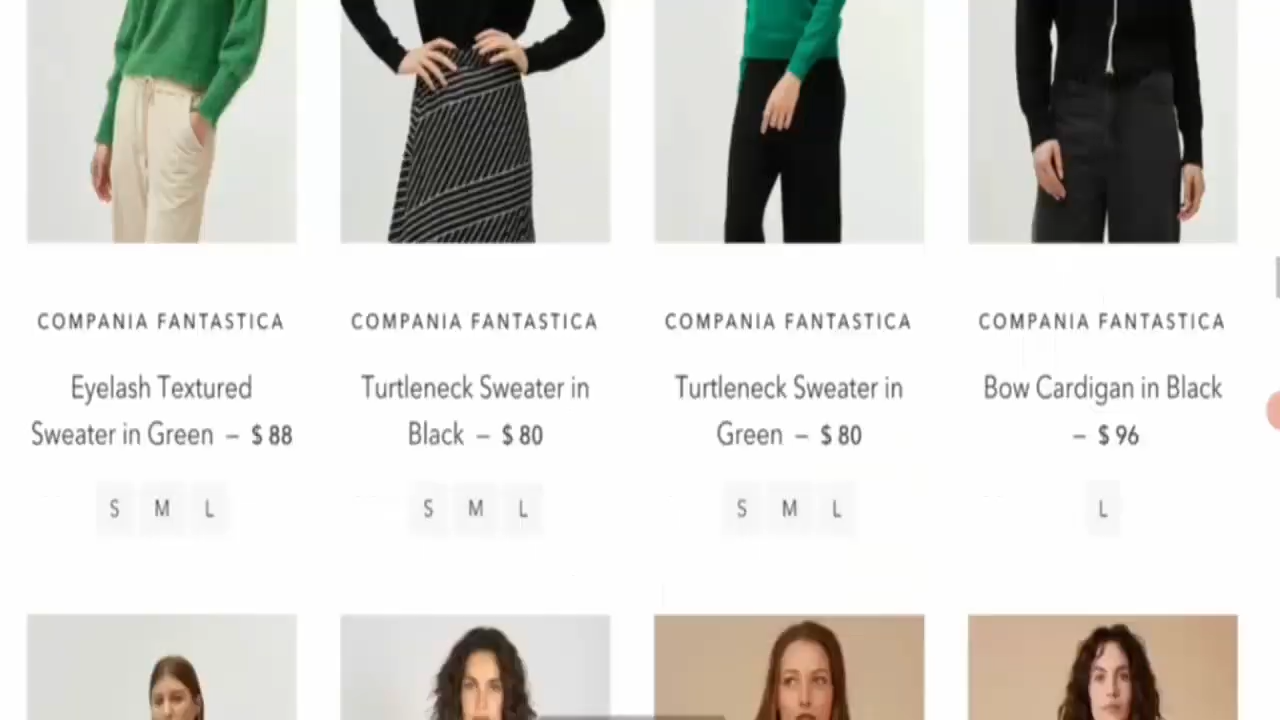 COMPANIA FANTASTICA
Eyelash Textured
Sweater in Green – $ 88
S M L
COMPANIA FANTASTICA
Turtleneck Sweater in
Black – $ 80
S M L
COMPANIA FANTASTICA
Turtleneck Sweater in
Green – $ 80
S M L
COMPANIA FANTASTICA
Bow Cardigan in Black
– $ 96
L